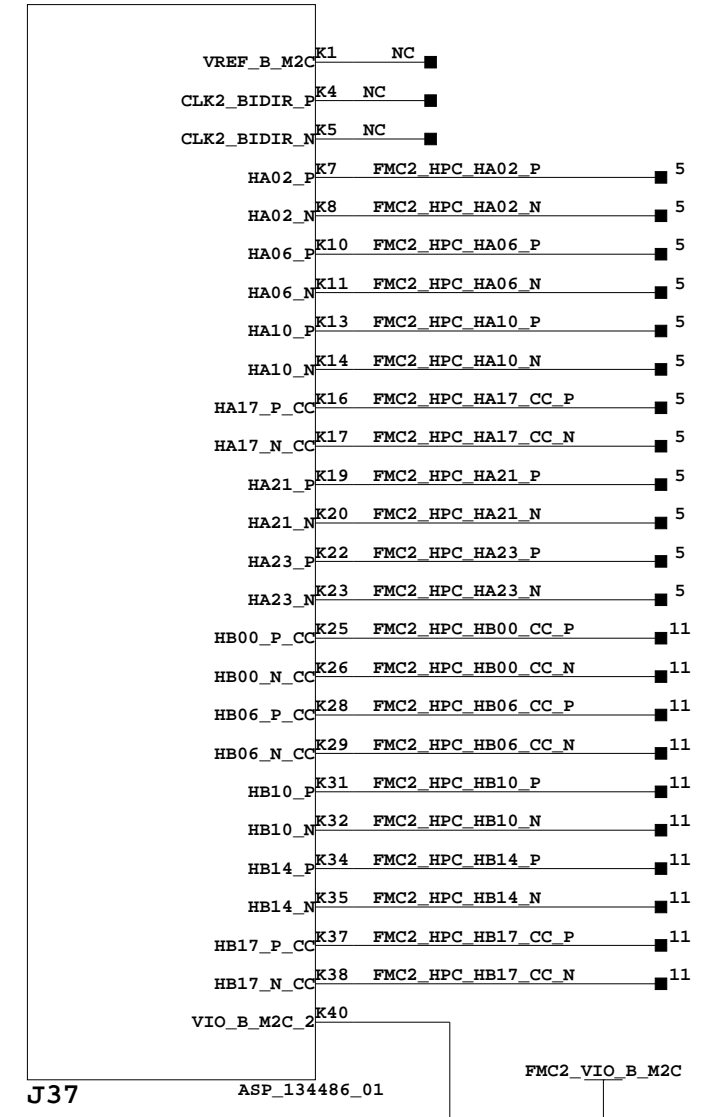 VREF_B_M2C K1 NC
CLK2_BIDIR_P K4 NC
CLK2_BIDIR_N K5 NC
HA02_P K7 FMC2_HPC_HA02_P 5
HA02_N K8 FMC2_HPC_HA02_N 5
HA06_P K10 FMC2_HPC_HA06_P 5
HA06_N K11 FMC2_HPC_HA06_N 5
HA10_P K13 FMC2_HPC_HA10_P 5
HA10_N K14 FMC2_HPC_HA10_N 5
HA17_P_CC K16 FMC2_HPC_HA17_CC_P 5
HA17_N_CC K17 FMC2_HPC_HA17_CC_N 5
HA21_P K19 FMC2_HPC_HA21_P 5
HA21_N K20 FMC2_HPC_HA21_N 5
HA23_P K22 FMC2_HPC_HA23_P 5
HA23_N K23 FMC2_HPC_HA23_N 5
HB00_P_CC K25 FMC2_HPC_HB00_CC_P 11
HB00_N_CC K26 FMC2_HPC_HB00_CC_N 11
HB06_P_CC K28 FMC2_HPC_HB06_CC_P 11
HB06_N_CC K29 FMC2_HPC_HB06_CC_N 11
HB10_P K31 FMC2_HPC_HB10_P 11
HB10_N K32 FMC2_HPC_HB10_N 11
HB14_P K34 FMC2_HPC_HB14_P 11
HB14_N K35 FMC2_HPC_HB14_N 11
HB17_P_CC K37 FMC2_HPC_HB17_CC_P 11
HB17_N_CC K38 FMC2_HPC_HB17_CC_N 11
VIO_B_M2C_2 K40
FMC2_VIO_B_M2C
J37 ASP_134486_01